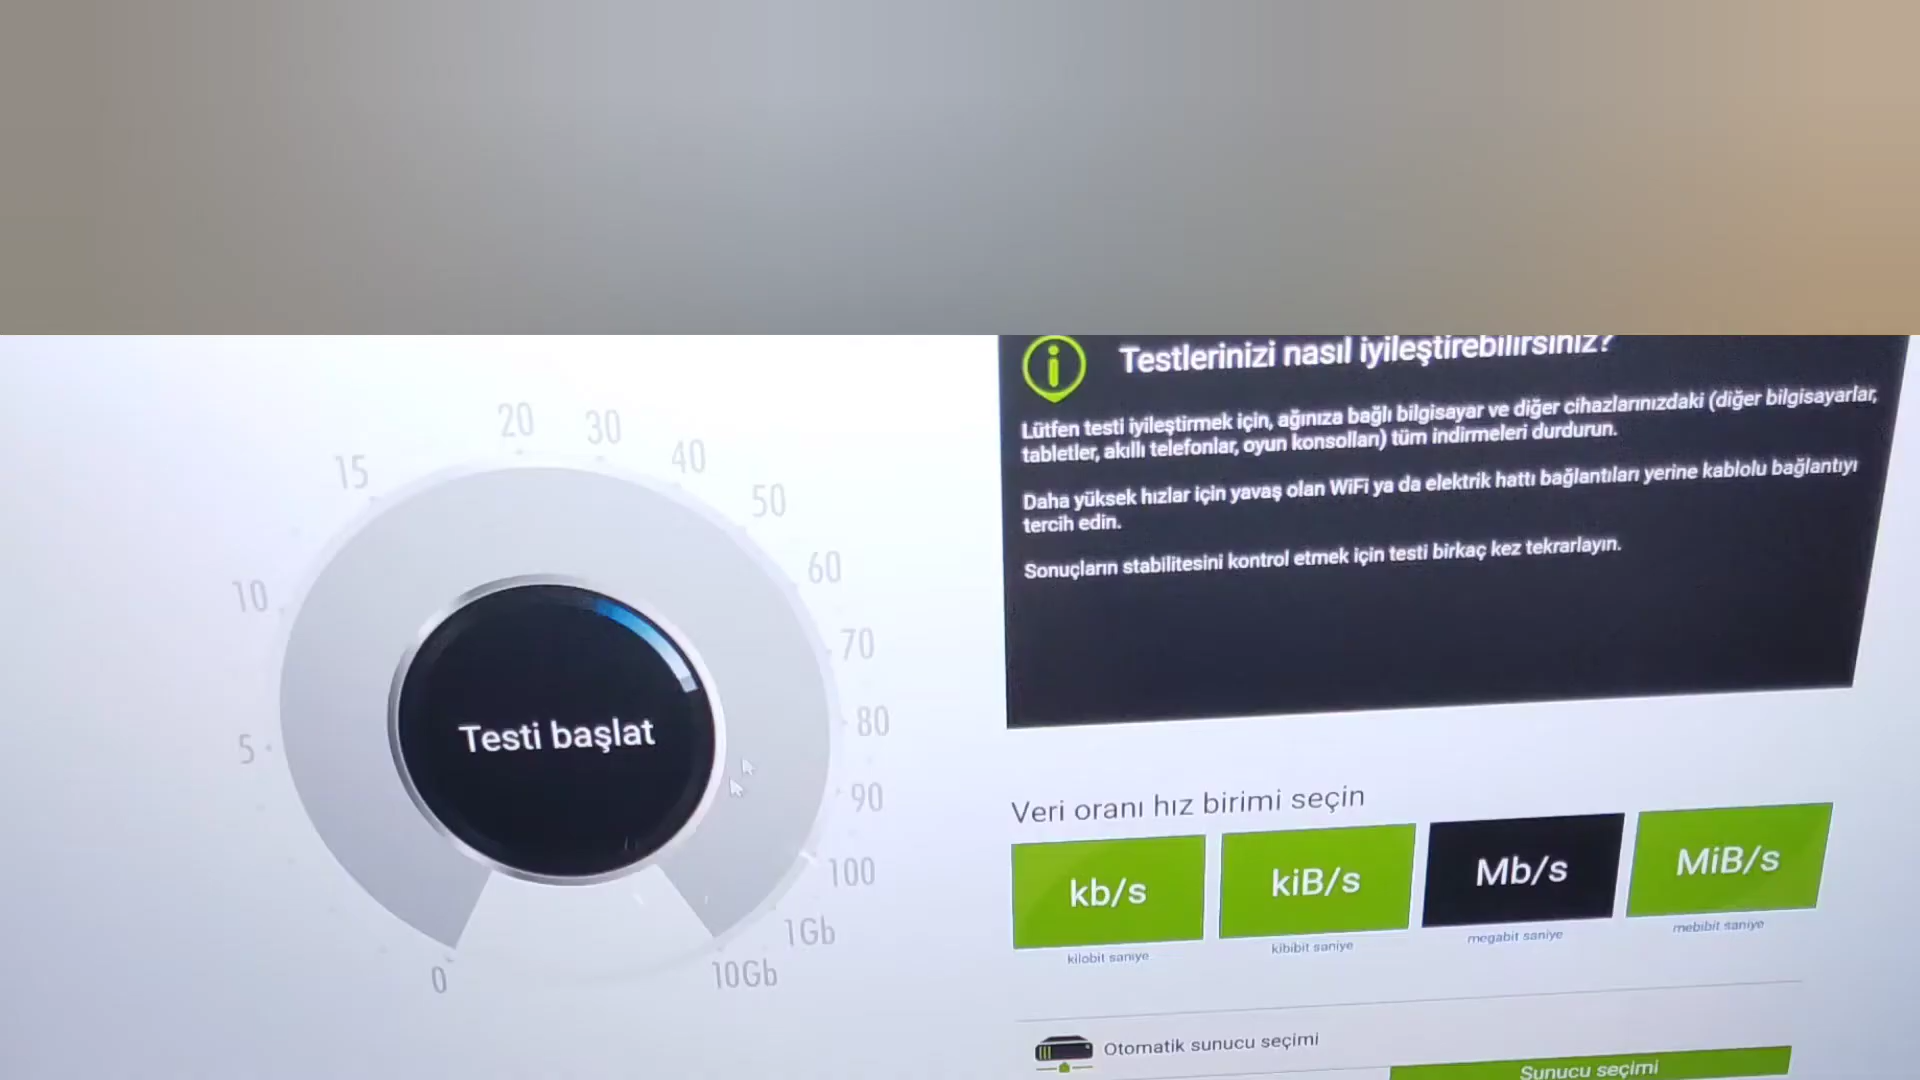 Testlerinizi nasıl iyileştirebilirsiniz?
Lütfen testi iyileştirmek için, ağınıza bağlı bilgisayar ve diğer cihazlarınızdaki (diğer bilgisayarlar,
tabletler, akıllı telefonlar, oyun konsolları) tüm indirmeleri durdurun.
Daha yüksek hızlar için yavaş olan WiFi ya da elektrik hattı bağlantıları yerine kablolu bağlantıyı
tercih edin.
Sonuçların stabilitesini kontrol etmek için testi birkaç kez tekrarlayın.
0
5
10
15
20
30
40
50
60
70
80
90
100
1Gb
10Gb
Testi başlat
Veri oranı hız birimi seçin
kb/s
kiB/s
Mb/s
MiB/s
kilobit saniye
kibibit saniye
megabit saniye
mebibit saniye
Otomatik sunucu seçimi
Sunucu seçimi